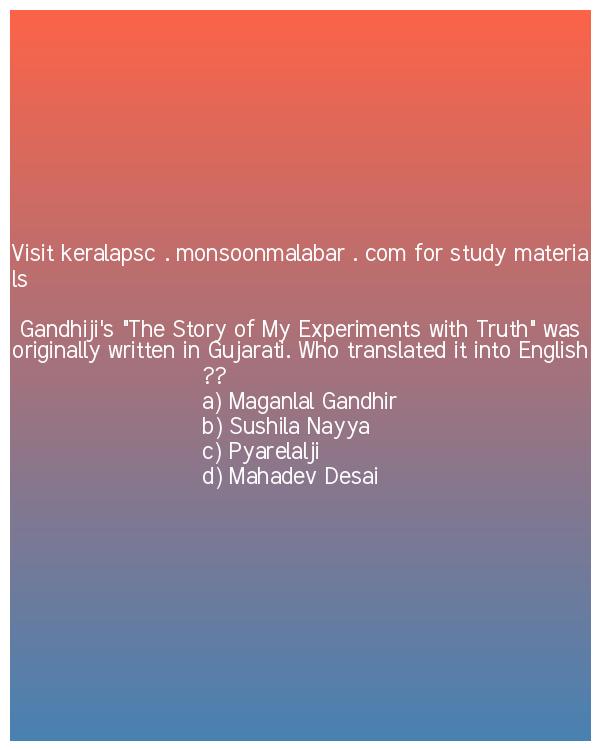 Visit keralapsc . monsoonmalabar . com for study materia
ls
Gandhiji's "The Story of My Experiments with Truth" was
originally written in Gujarati. Who translated it into English
??
a) Maganlal Gandhir
b) Sushila Nayya
c) Pyarelalji
d) Mahadev Desai